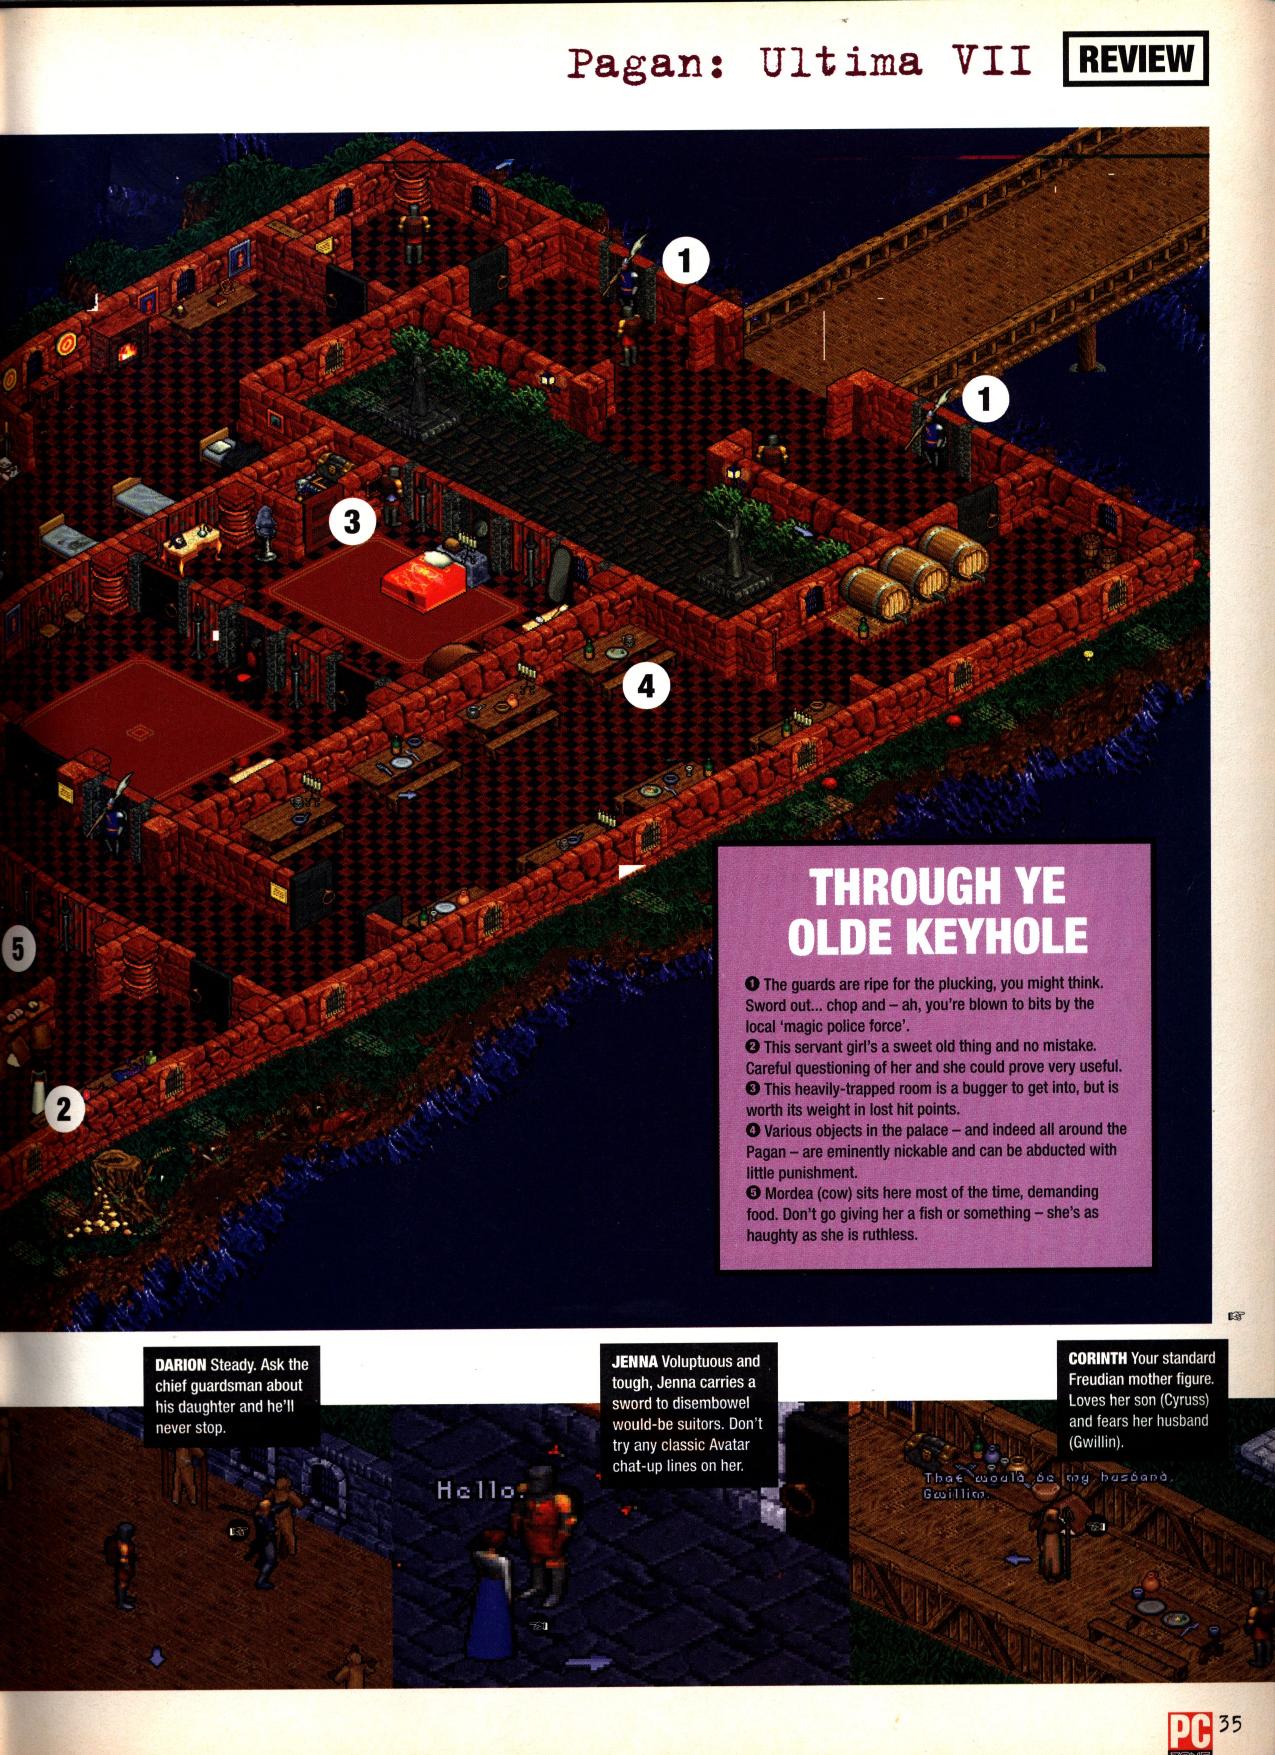 Pagan: Ultima VII REVIEW
1
1
3
4
5
2
THROUGH YE
OLDE KEYHOLE
❶ The guards are ripe for the plucking, you might think.
Sword out... chop and – ah, you're blown to bits by the
local 'magic police force'.
❷ This servant girl's a sweet old thing and no mistake.
Careful questioning of her and she could prove very useful.
❸ This heavily-trapped room is a bugger to get into, but is
worth its weight in lost hit points.
❹ Various objects in the palace – and indeed all around the
Pagan – are eminently nickable and can be abducted with
little punishment.
❺ Mordea (cow) sits here most of the time, demanding
food. Don't go giving her a fish or something – she's as
haughty as she is ruthless.
DARION Steady. Ask the
chief guardsman about
his daughter and he'll
never stop.
JENNA Voluptuous and
tough, Jenna carries a
sword to disembowel
would-be suitors. Don't
try any classic Avatar
chat-up lines on her.
CORINTH Your standard
Freudian mother figure.
Loves her son (Cyruss)
and fears her husband
(Gwillin).
Hello.
That would be my husband,
Gwillim.
PC
35